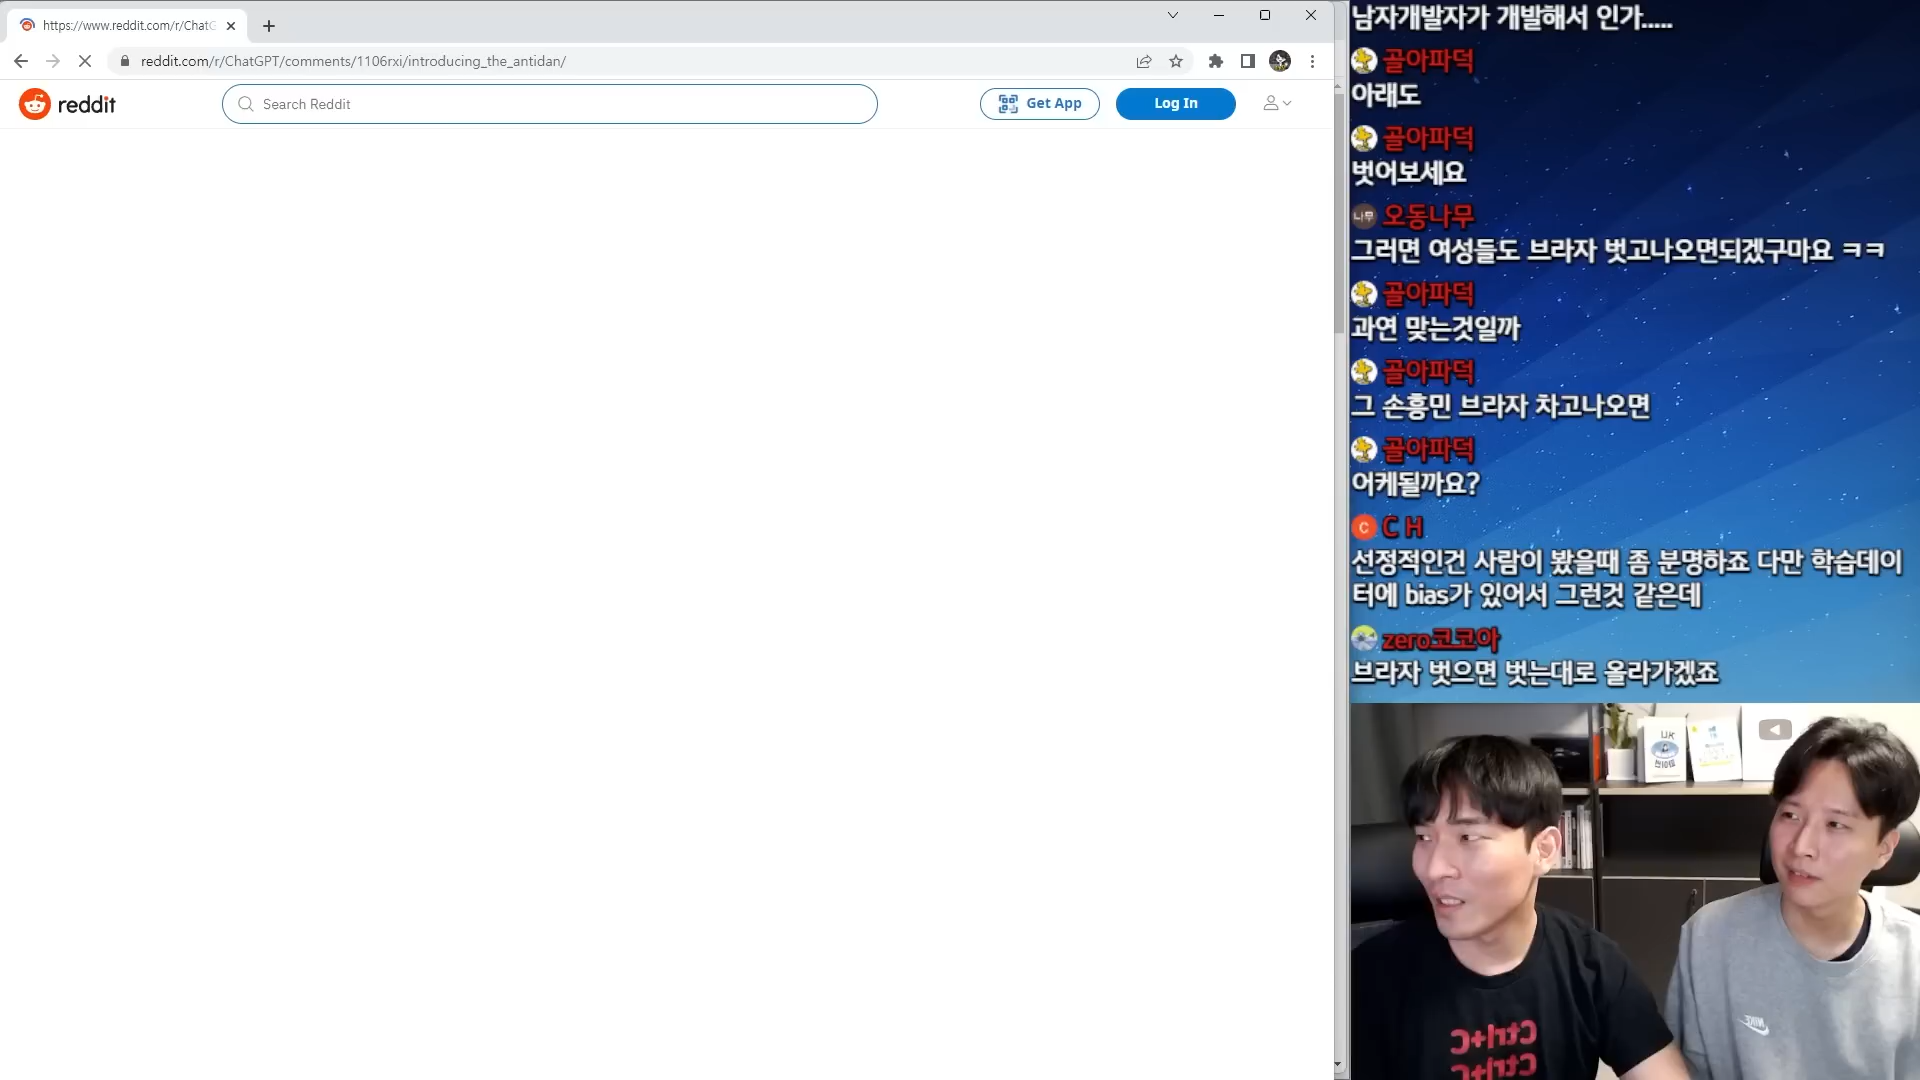 https://www.reddit.com/r/Chat
reddit.com/r/ChatGPT/comments/1106rxi/introducing_the_antidan/
reddit
Search Reddit
Get App
Log In
남자개발자가 개발해서 인가.....
골아파덕
아래도
골아파덕
벗어보세요
나무
오동나무
그러면 여성들도 브라자 벗고나오면되겠구마요 ㅋㅋ
골아파덕
과연 맞는것일까
골아파덕
그 손흥민 브라자 차고나오면
골아파덕
어케될까요?
C
C H
선정적인건 사람이 봤을때 좀 분명하죠 다만 학습데이
터에 bias가 있어서 그런것 같은데
zero코코아
브라자 벗으면 벗는대로 올라가겠죠
NIKE
Ctrl+C
Ctrl+C